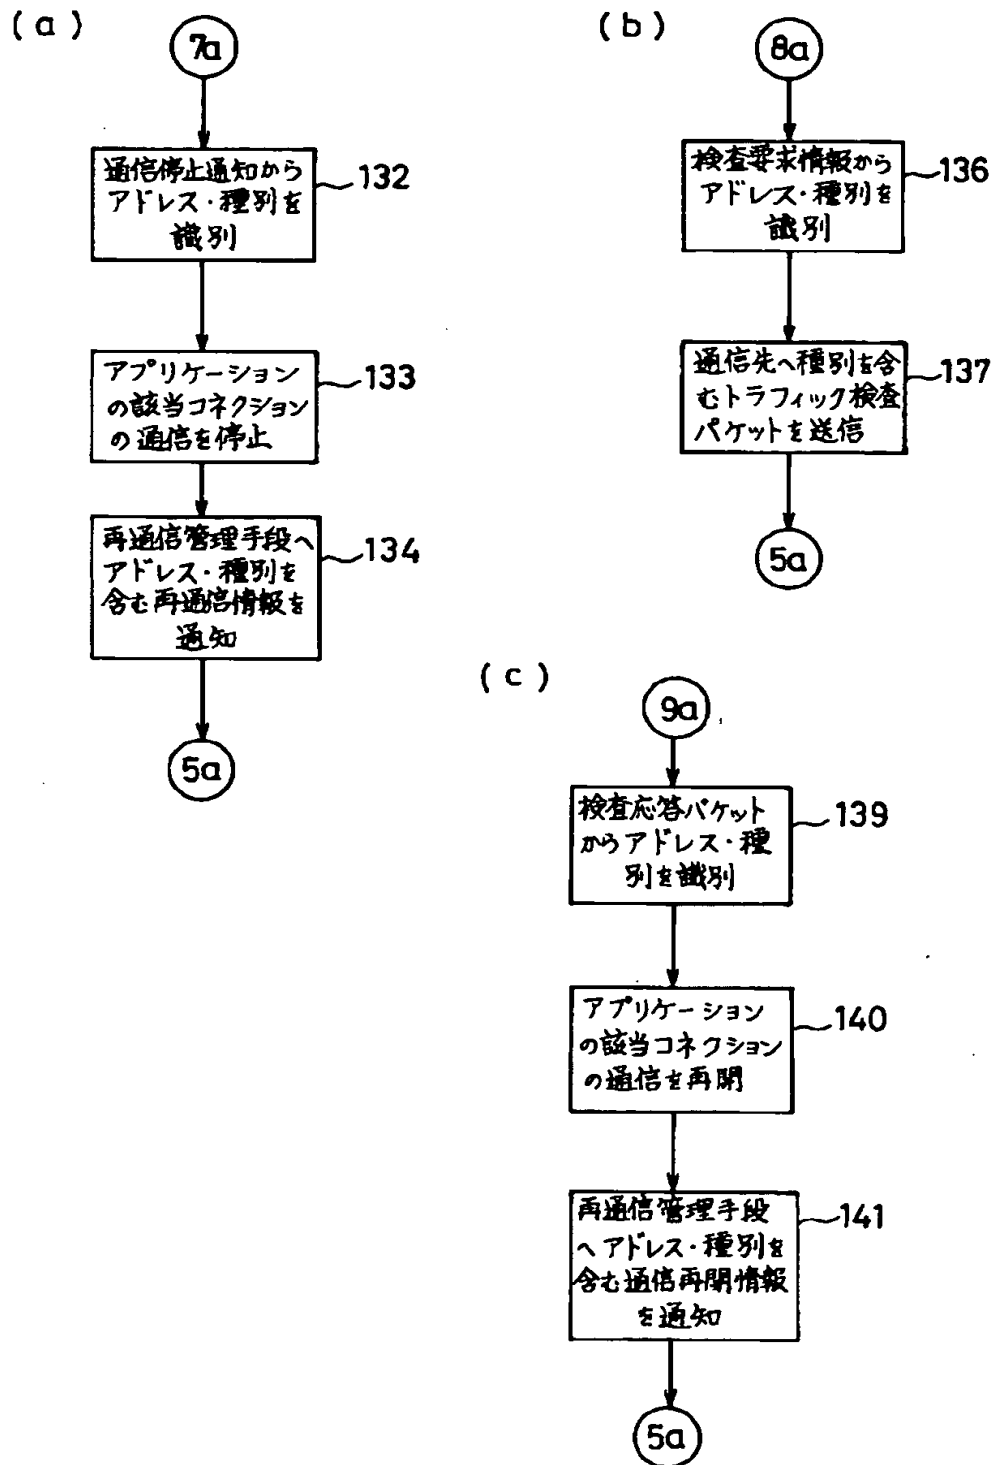 (a)
7a
通信停止通知から
アドレス・種別を
識別
132
アプリケーション
の該当コネクション
の通信を停止
133
再通信管理手段へ
アドレス・種別を
含む再通信情報を
通知
134
5a
(b)
8a
検査要求情報から
アドレス・種別を
識別
136
通信先へ種別を含
むトラフィック検査
パケットを送信
137
5a
(c)
9a
検査応答パケット
からアドレス・種
別を識別
139
アプリケーション
の該当コネクション
の通信を再開
140
再通信管理手段
へアドレス・種別を
含む通信再開情報
を通知
141
5a